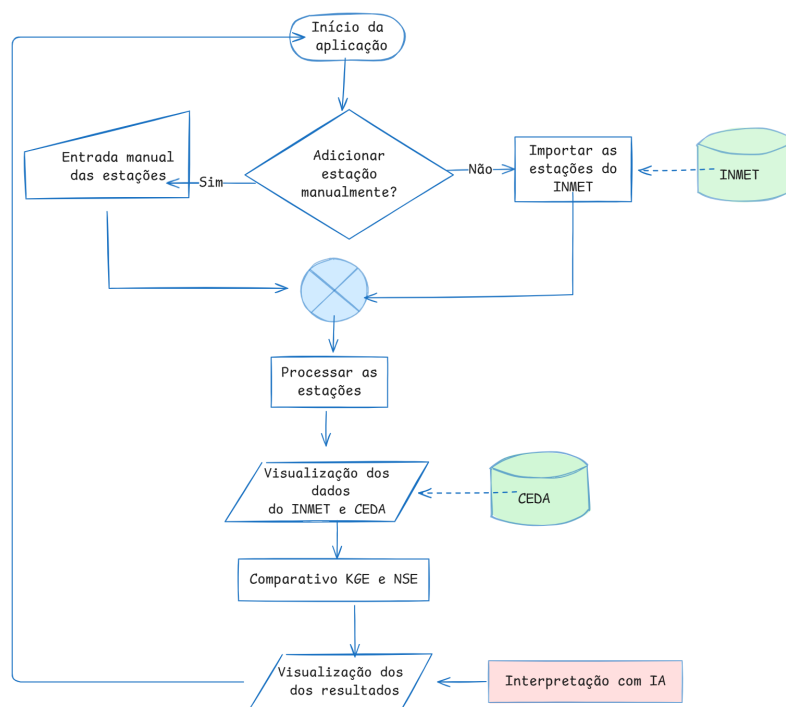 Início da
aplicação
Adicionar
estação
manualmente?
Sim
Entrada manual
das estações
Não
Importar as
estações do
INMET
INMET
Processar as
estações
Visualização dos
dados
do INMET e CEDA
CEDA
Comparativo KGE e NSE
Visualização dos
dos resultados
Interpretação com IA